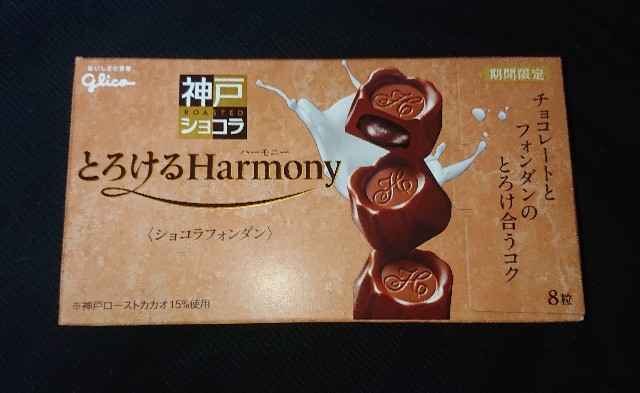 おいしさと健康
glico
神戸
ROASTED
ショコラ
ハーモニー
とろけるHarmony
〈ショコラフォンダン〉
※神戸ローストカカオ15%使用
期間限定
チョコレートと
フォンダンの
とろけ合うコク
8粒
H
H
H